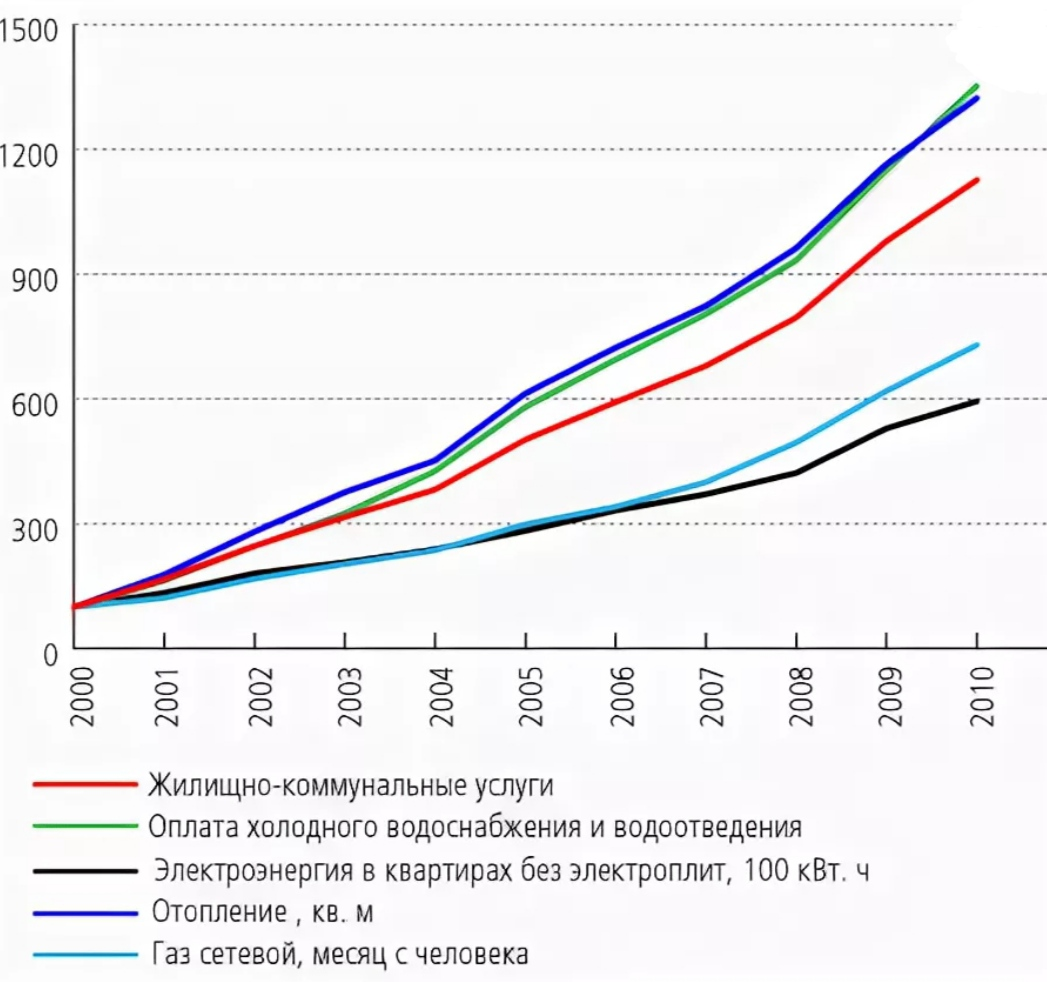 1500
1200
900
600
300
0
2000 2001 2002 2003 2004 2005 2006 2007 2008 2009 2010
Жилищно-коммунальные услуги
Оплата холодного водоснабжения и водоотведения
Электроэнергия в квартирах без электроплит, 100 кВт. ч
Отопление , кв. м
Газ сетевой, месяц с человека